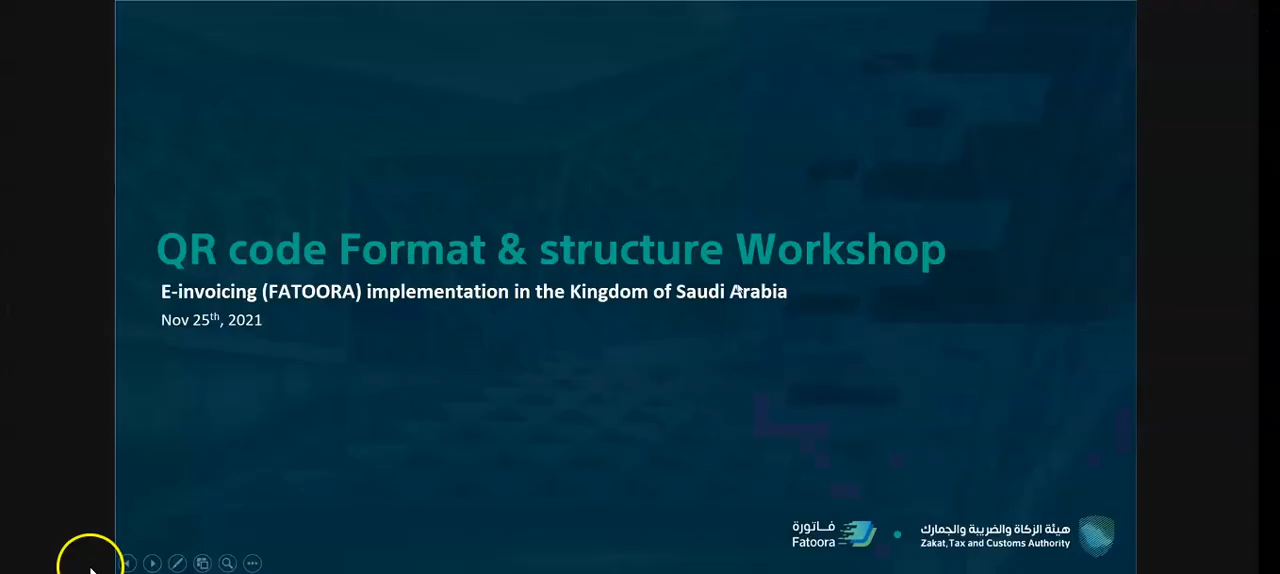 QR code Format & structure Workshop
E-invoicing (FATOORA) implementation in the Kingdom of Saudi Arabia
Nov 25th, 2021
فـاتورة
Fatoora
هيئة الزكاة والضريبة والجمارك
Zakat, Tax and Customs Authority